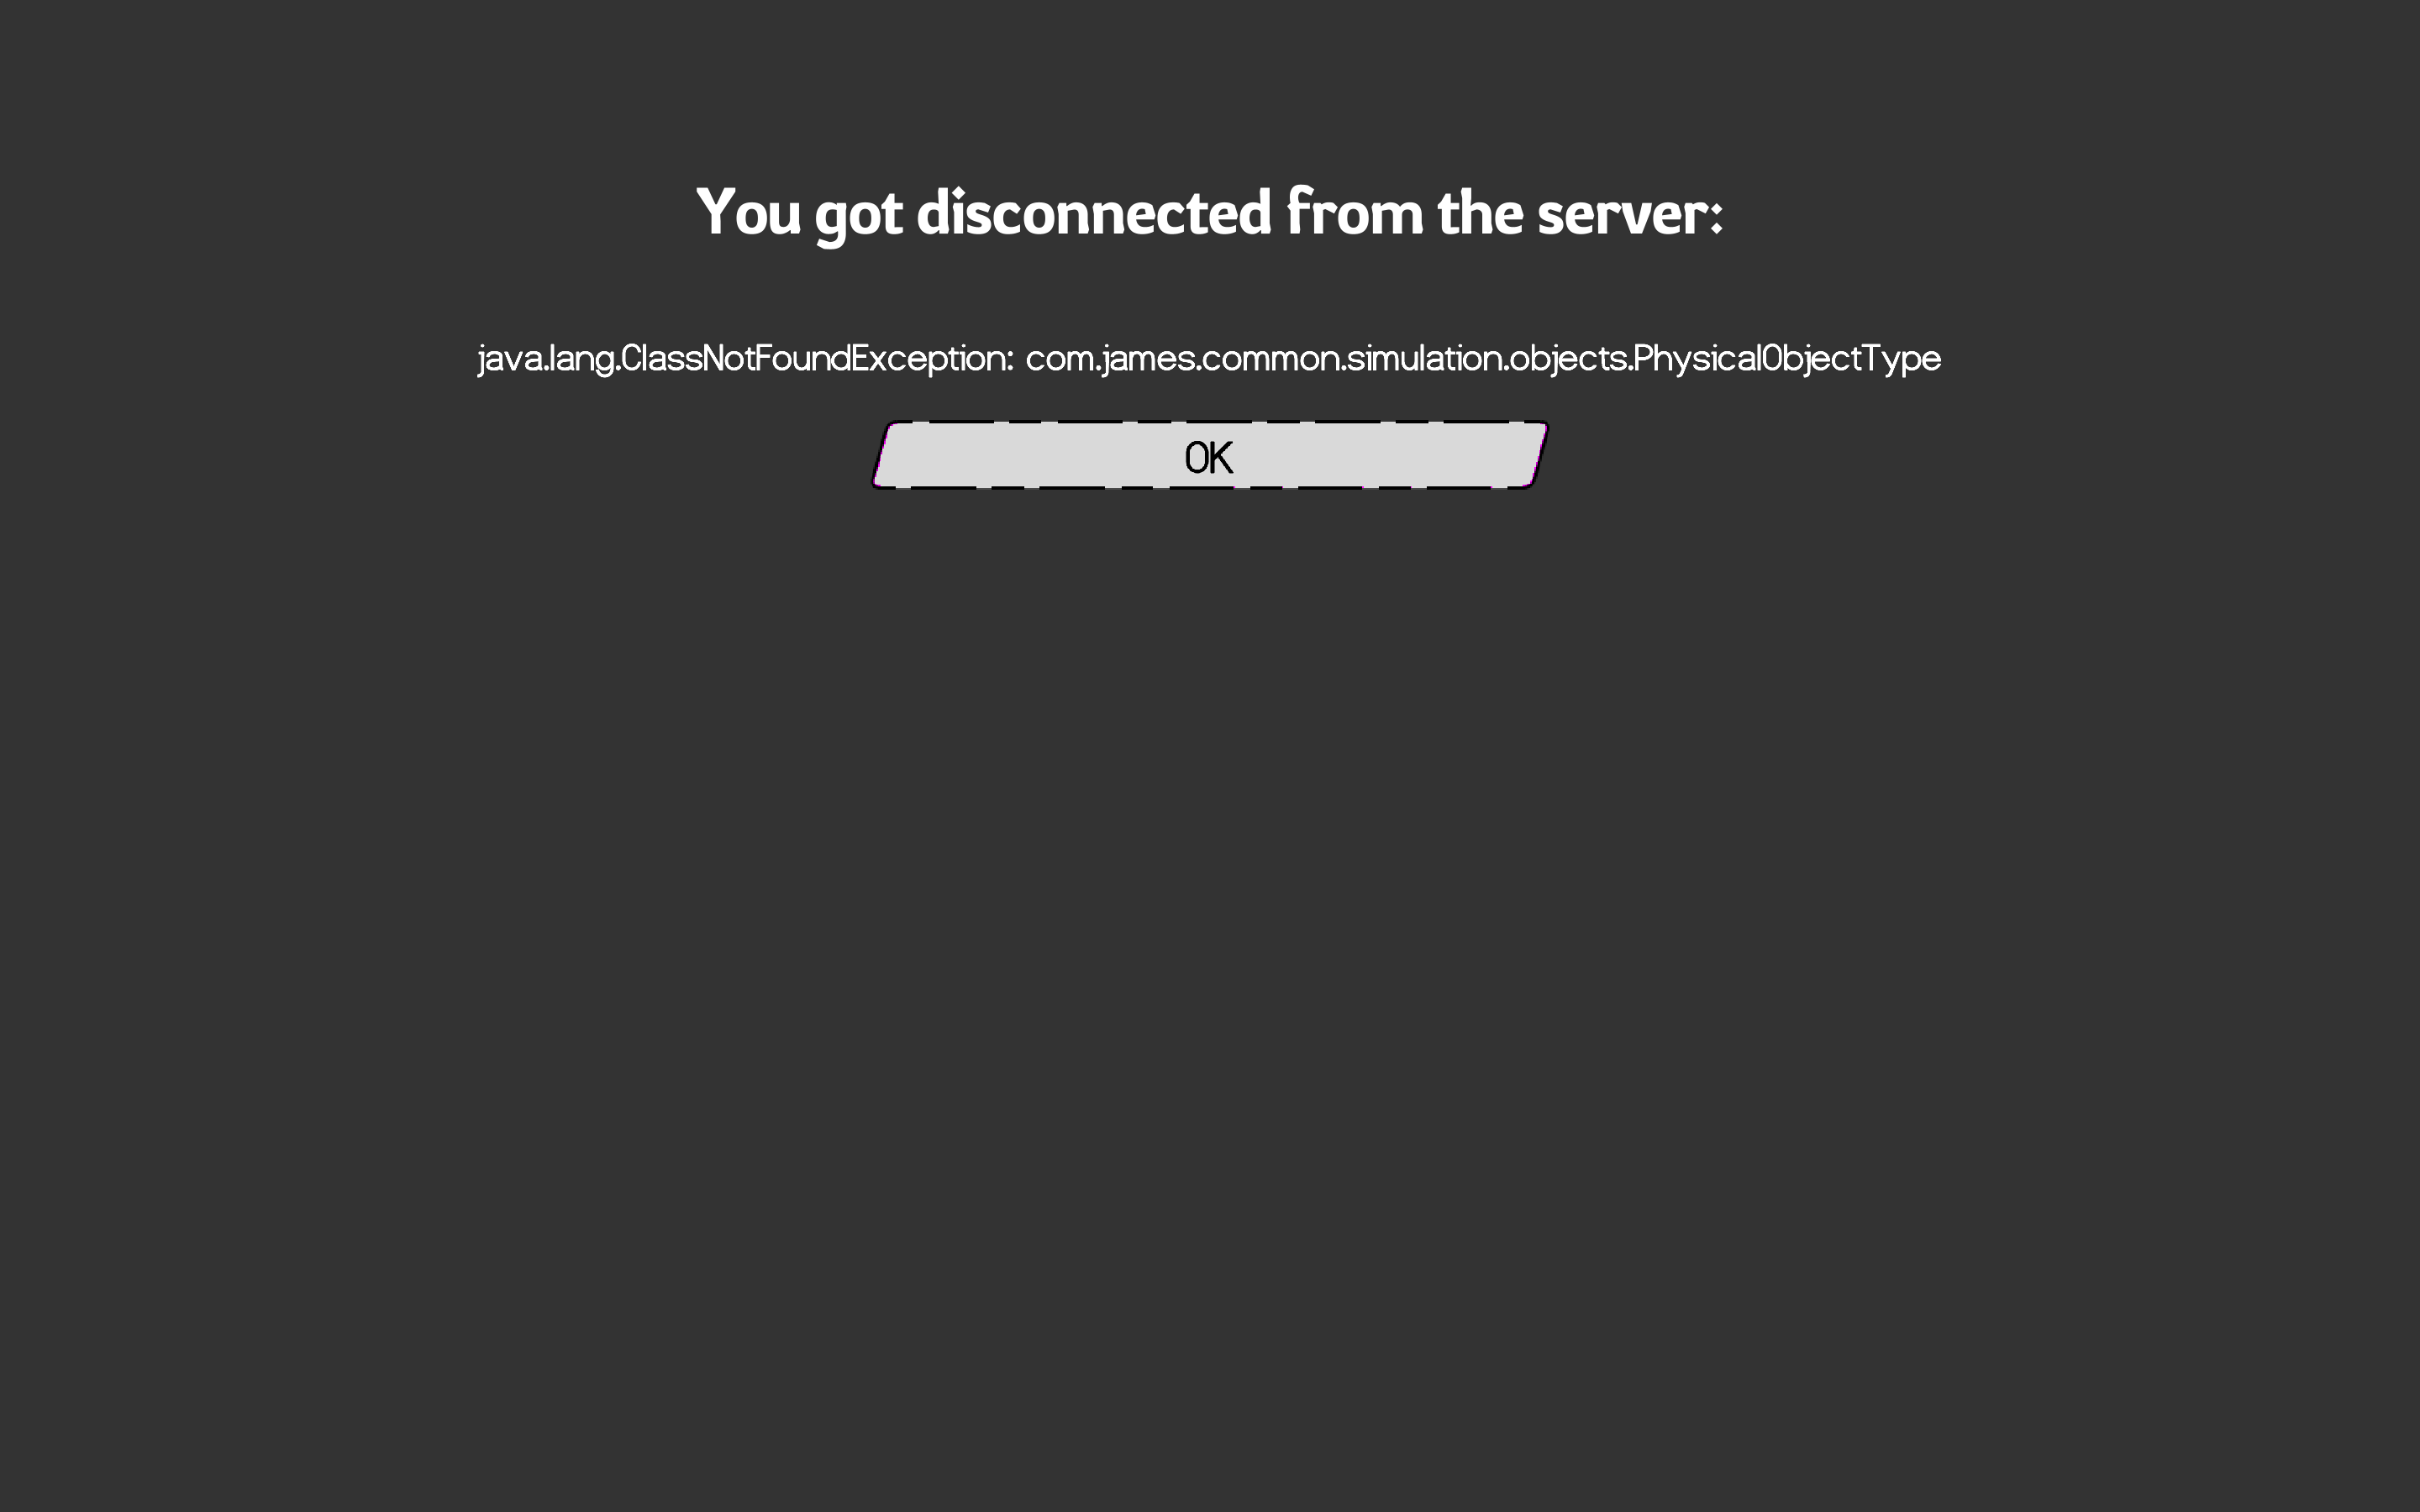 You got disconnected from the server:
java.lang.ClassNotFoundException: com.james.common.simulation.objects.PhysicalObjectType
OK